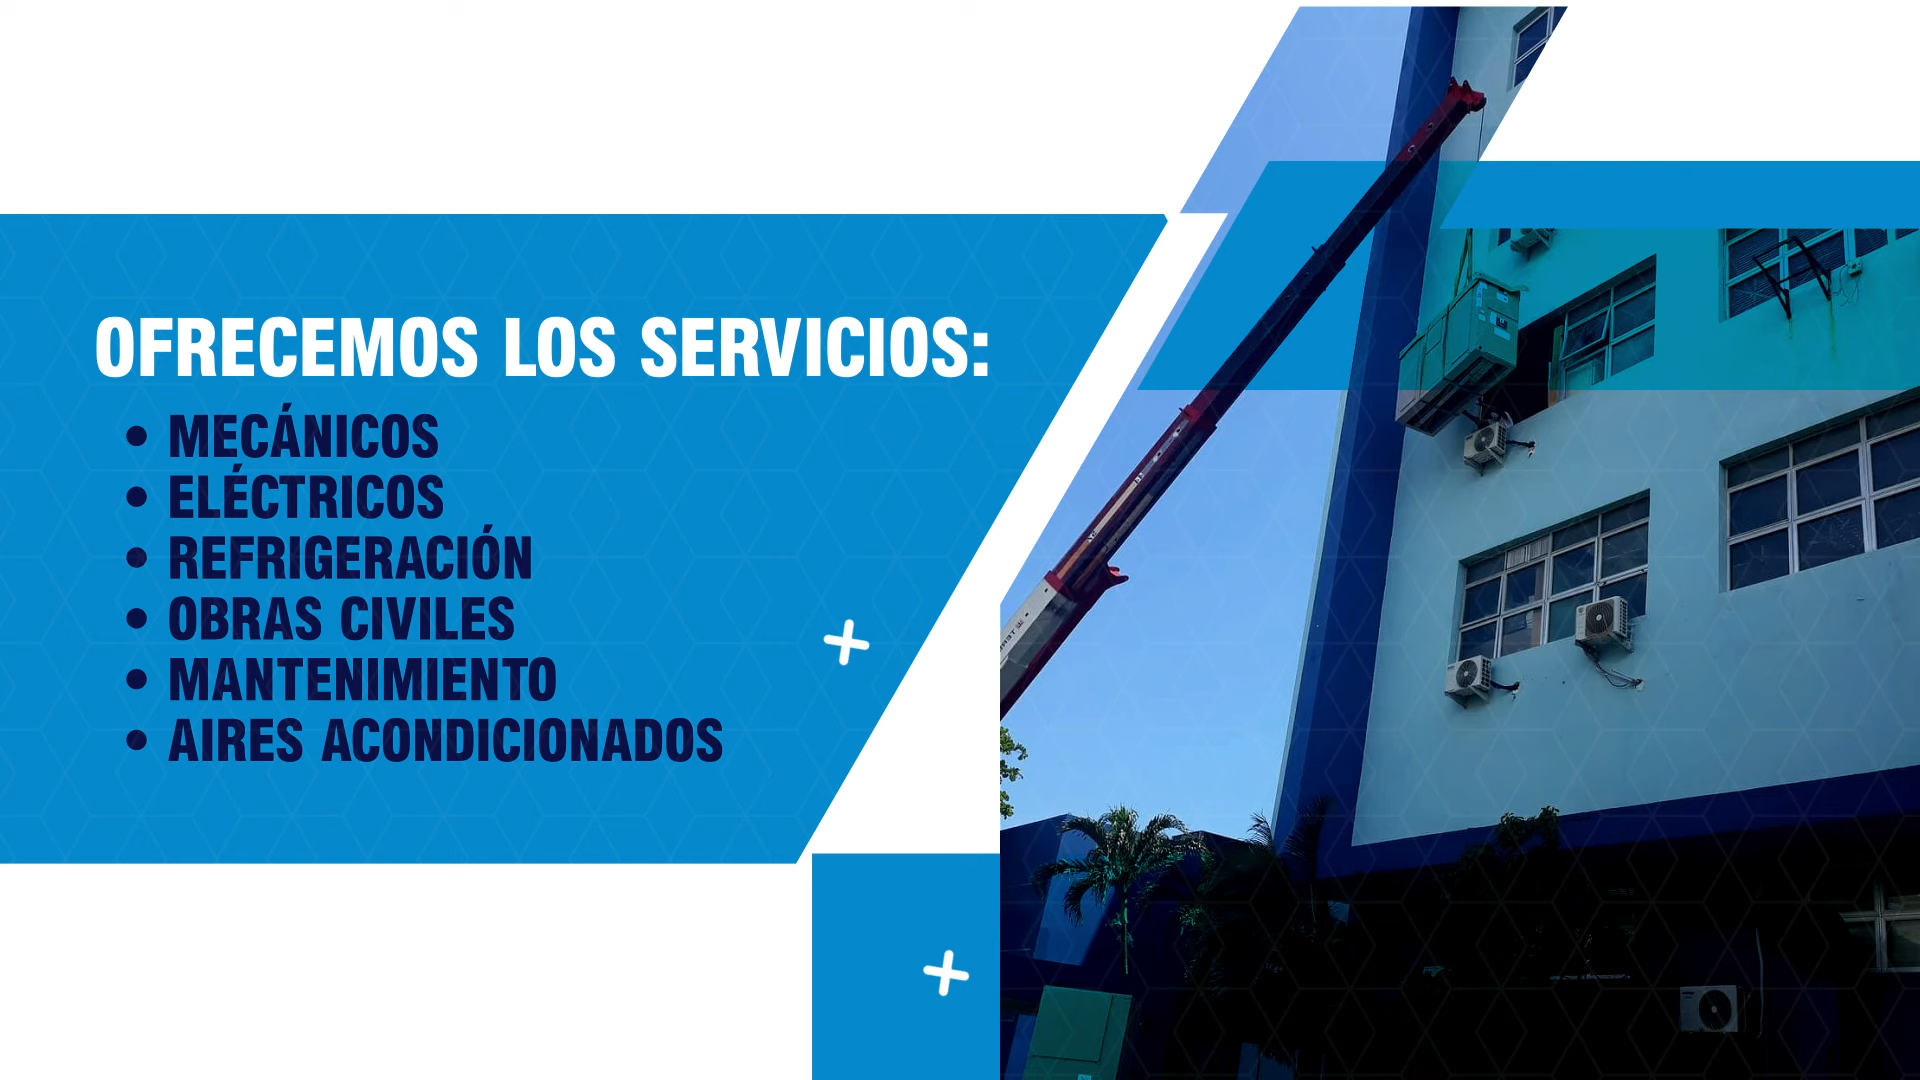 OFRECEMOS LOS SERVICIOS:
• MECÁNICOS
• ELÉCTRICOS
• REFRIGERACIÓN
• OBRAS CIVILES
• MANTENIMIENTO
• AIRES ACONDICIONADOS